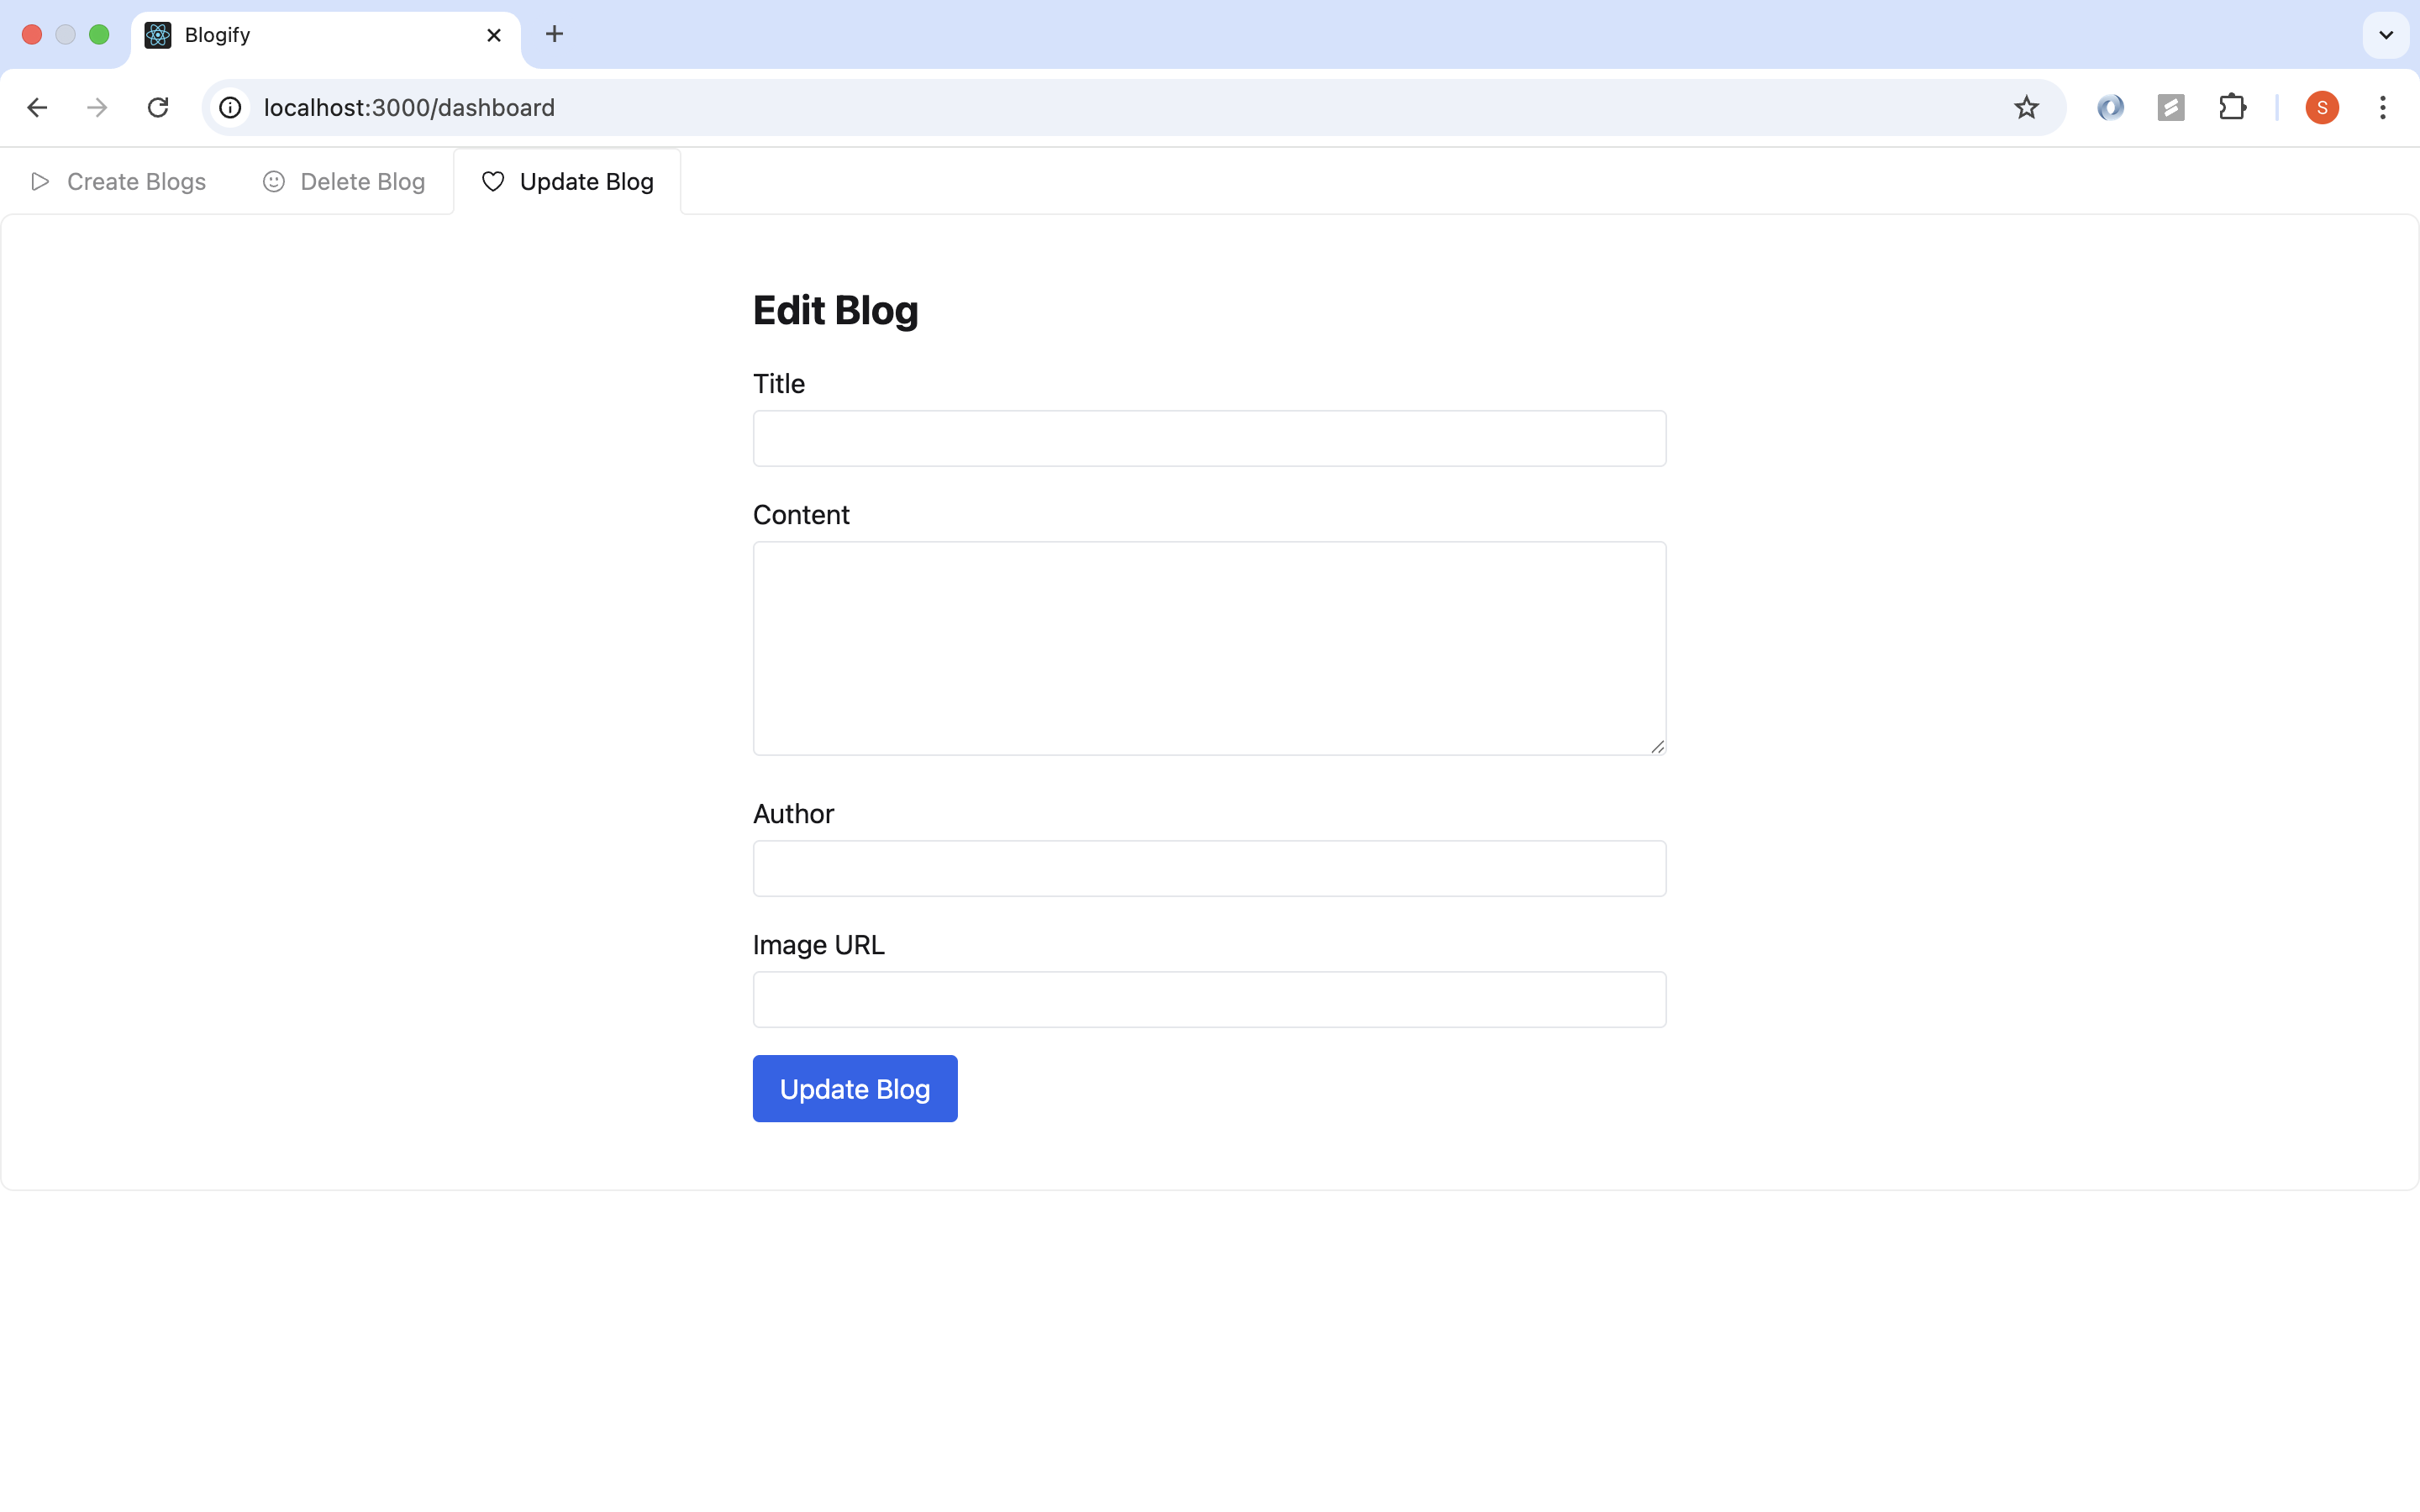 Blogify
localhost:3000/dashboard
S
Create Blogs
Delete Blog
Update Blog
Edit Blog
Title
Content
Author
Image URL
Update Blog